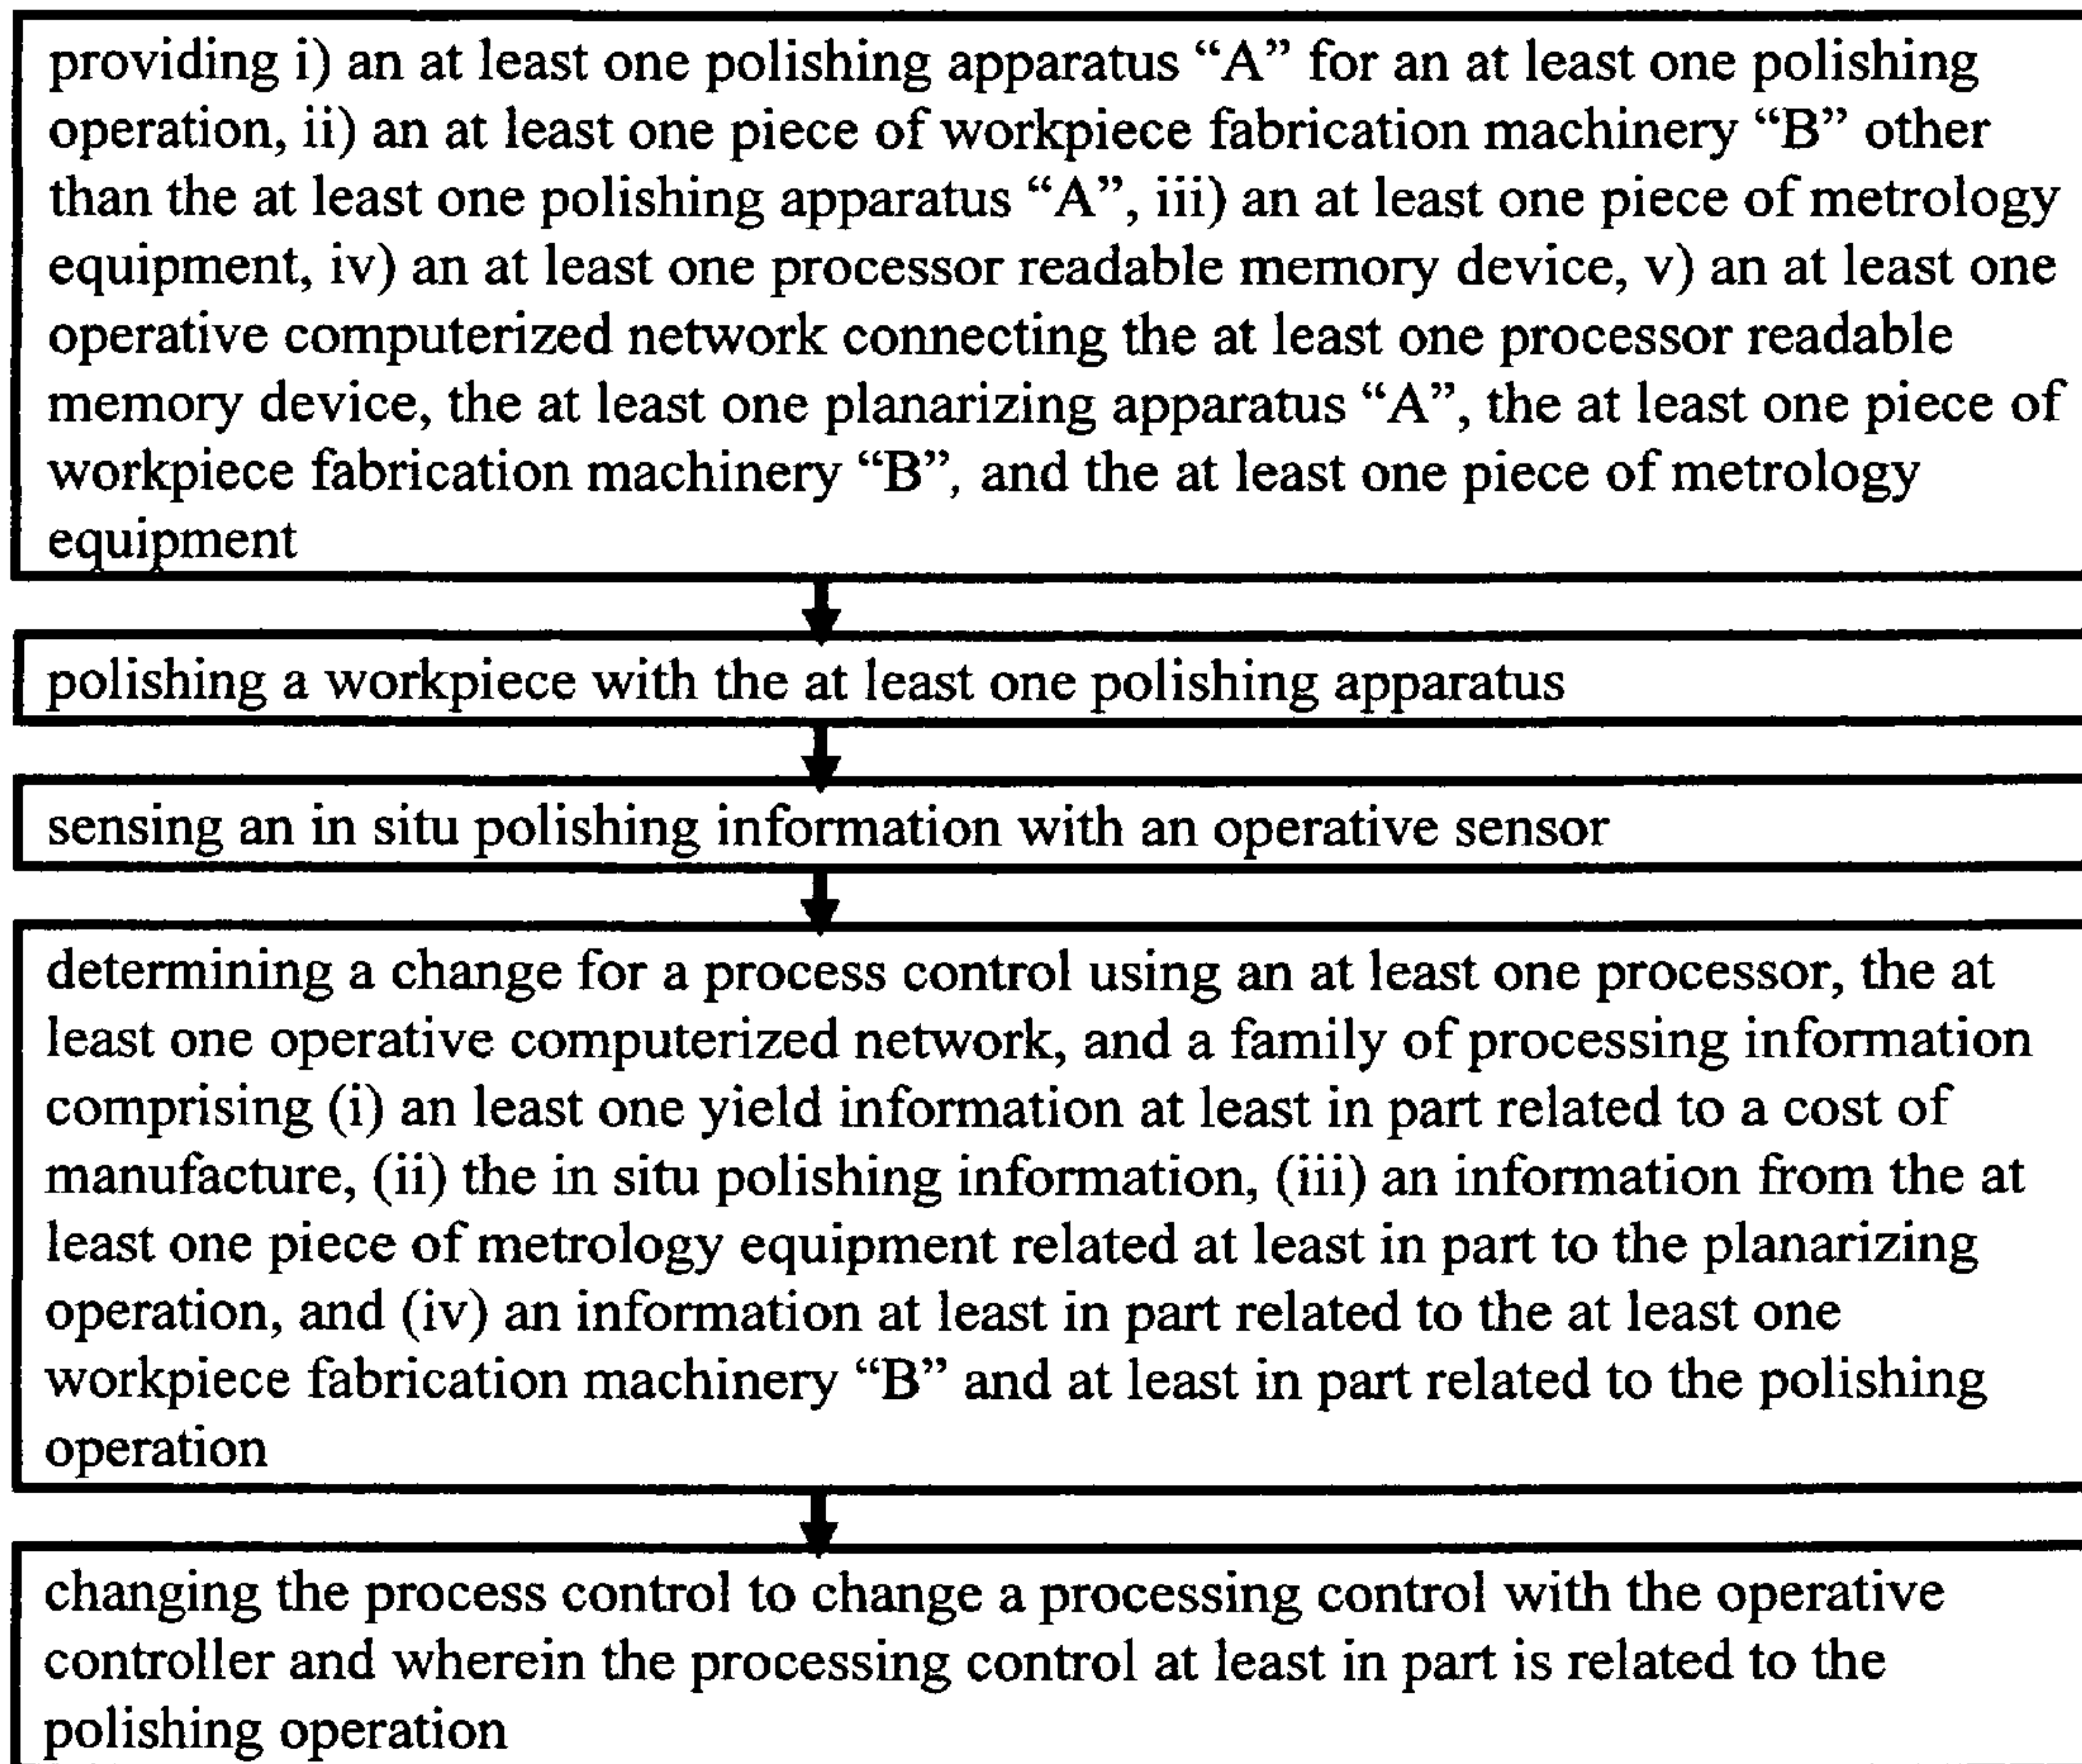 providing i) an at least one polishing apparatus “A” for an at least one polishing
operation, ii) an at least one piece of workpiece fabrication machinery “B” other
than the at least one polishing apparatus “A”, iii) an at least one piece of metrology
equipment, iv) an at least one processor readable memory device, v) an at least one
operative computerized network connecting the at least one processor readable
memory device, the at least one planarizing apparatus “A”, the at least one piece of
workpiece fabrication machinery “B”, and the at least one piece of metrology
equipment
polishing a workpiece with the at least one polishing apparatus
sensing an in situ polishing information with an operative sensor
determining a change for a process control using an at least one processor, the at
least one operative computerized network, and a family of processing information
comprising (i) an least one yield information at least in part related to a cost of
manufacture, (ii) the in situ polishing information, (iii) an information from the at
least one piece of metrology equipment related at least in part to the planarizing
operation, and (iv) an information at least in part related to the at least one
workpiece fabrication machinery “B” and at least in part related to the polishing
operation
changing the process control to change a processing control with the operative
controller and wherein the processing control at least in part is related to the
polishing operation